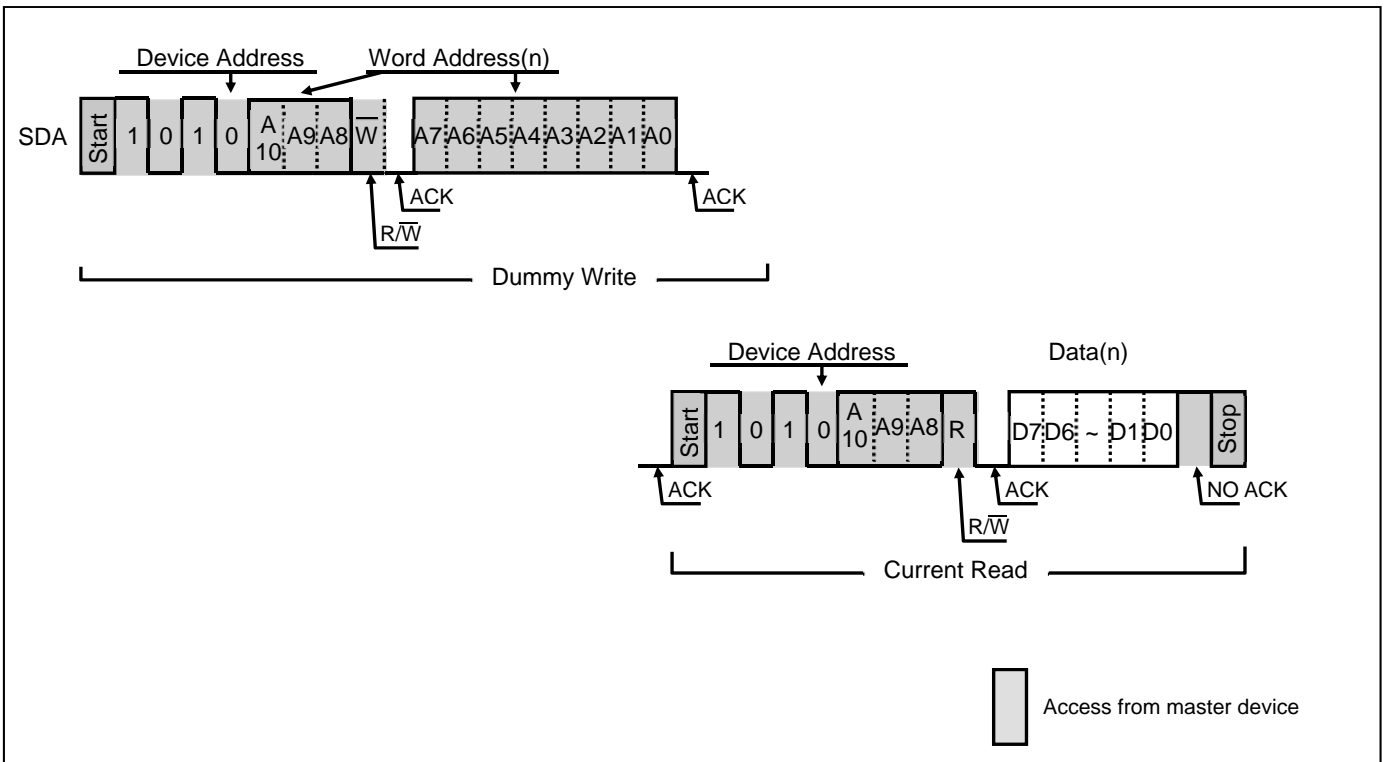 Device Address Word Address(n)
SDA Start 1 0 1 0 A10 A9 A8 W̅ A7 A6 A5 A4 A3 A2 A1 A0
ACK ACK
R/W̅
Dummy Write
Device Address Data(n)
Start 1 0 1 0 A10 A9 A8 R D7 D6 ~ D1 D0 Stop
ACK ACK NO ACK
R/W̅
Current Read
Access from master device